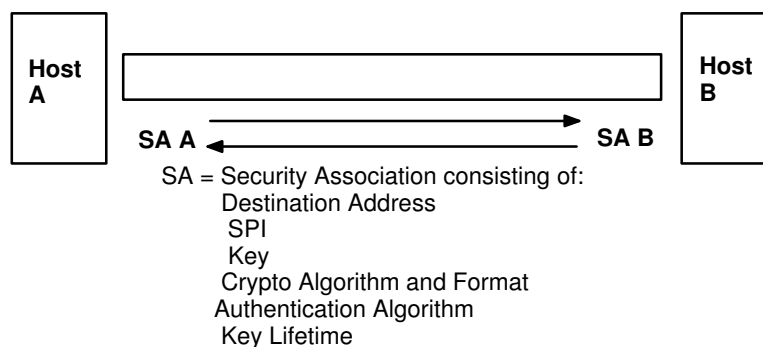 Host
A
Host
B
SA A
SA B
SA = Security Association consisting of:
Destination Address
SPI
Key
Crypto Algorithm and Format
Authentication Algorithm
Key Lifetime